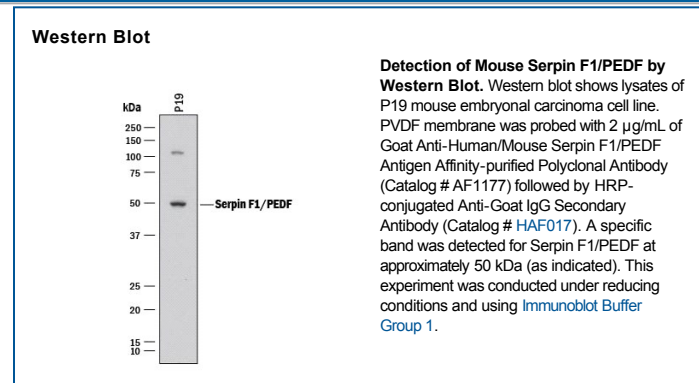 Western Blot
kDa
P19
250
150
100
75
50
37
25
20
15
10
Serpin F1/PEDF
Detection of Mouse Serpin F1/PEDF by
Western Blot. Western blot shows lysates of
P19 mouse embryonal carcinoma cell line.
PVDF membrane was probed with 2 µg/mL of
Goat Anti-Human/Mouse Serpin F1/PEDF
Antigen Affinity-purified Polyclonal Antibody
(Catalog # AF1177) followed by HRP-
conjugated Anti-Goat IgG Secondary
Antibody (Catalog # HAF017). A specific
band was detected for Serpin F1/PEDF at
approximately 50 kDa (as indicated). This
experiment was conducted under reducing
conditions and using Immunoblot Buffer
Group 1.